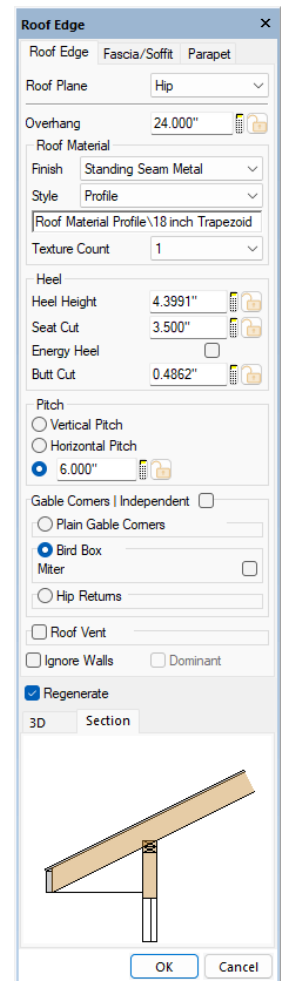 Roof Edge ×
Roof Edge Fascia/Soffit Parapet
Roof Plane Hip
Overhang 24.000"
Roof Material
Finish Standing Seam Metal
Style Profile
Roof Material Profile\18 inch Trapezoid
Texture Count 1
Heel
Heel Height 4.3991"
Seat Cut 3.500"
Energy Heel
Butt Cut 0.4862"
Pitch
Vertical Pitch
Horizontal Pitch
6.000"
Gable Corners | Independent
Plain Gable Corners
Bird Box
Miter
Hip Returns
Roof Vent
Ignore Walls Dominant
Regenerate
3D Section
OK Cancel